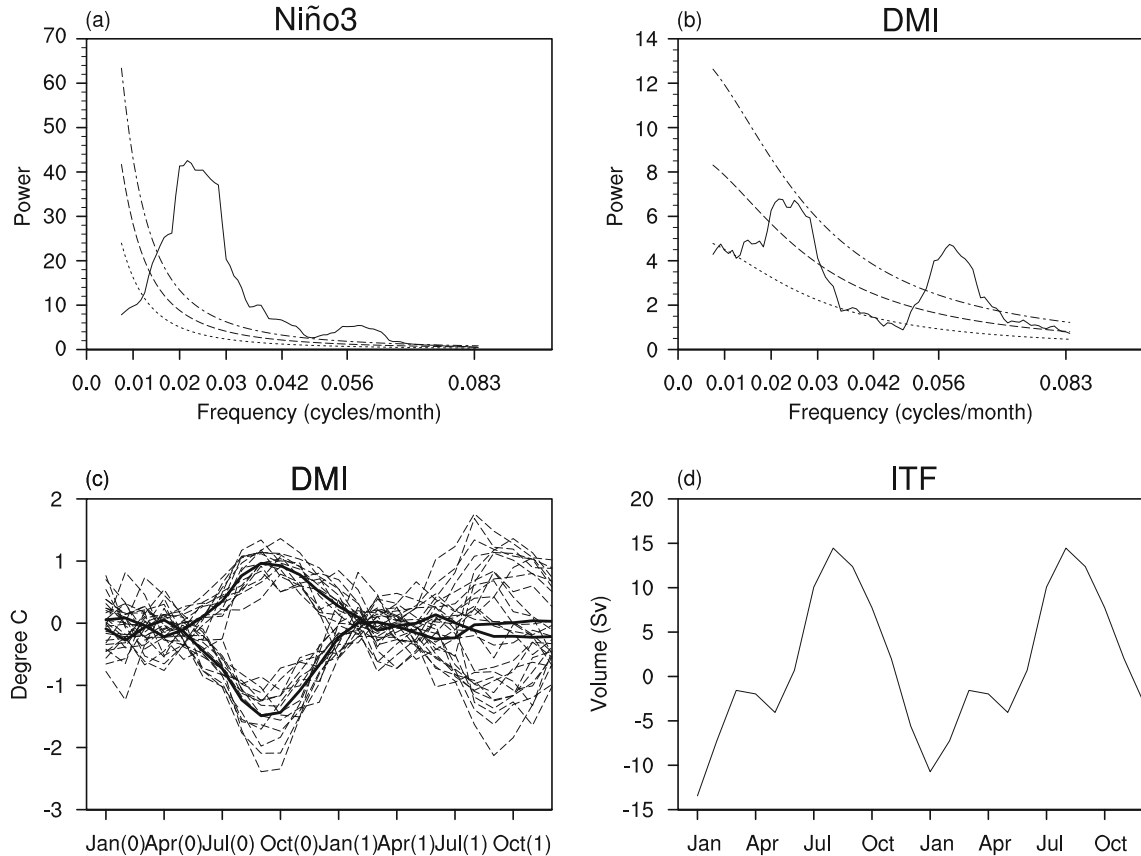 (a) Niño3
70
60
50
40
30
20
10
0
Power
0.0 0.01 0.02 0.03 0.042 0.056 0.083
Frequency (cycles/month)
(b) DMI
14
12
10
8
6
4
2
0
Power
0.0 0.01 0.02 0.03 0.042 0.056 0.083
Frequency (cycles/month)
(c) DMI
2
1
0
-1
-2
-3
Degree C
Jan(0) Apr(0) Jul(0) Oct(0) Jan(1) Apr(1) Jul(1) Oct(1)
(d) ITF
20
15
10
5
0
-5
-10
-15
Volume (Sv)
Jan Apr Jul Oct Jan Apr Jul Oct